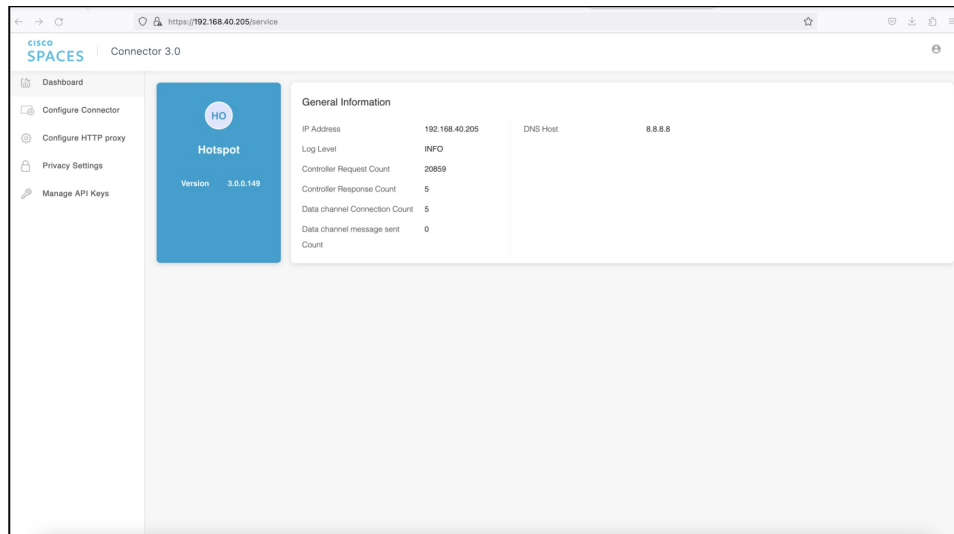 https://192.168.40.205/service
CISCO
SPACES
Connector 3.0
Dashboard
Configure Connector
Configure HTTP proxy
Privacy Settings
Manage API Keys
HO
Hotspot
Version 3.0.0.149
General Information
IP Address 192.168.40.205
Log Level INFO
Controller Request Count 20859
Controller Response Count 5
Data channel Connection Count 5
Data channel message sent 0
Count
DNS Host 8.8.8.8